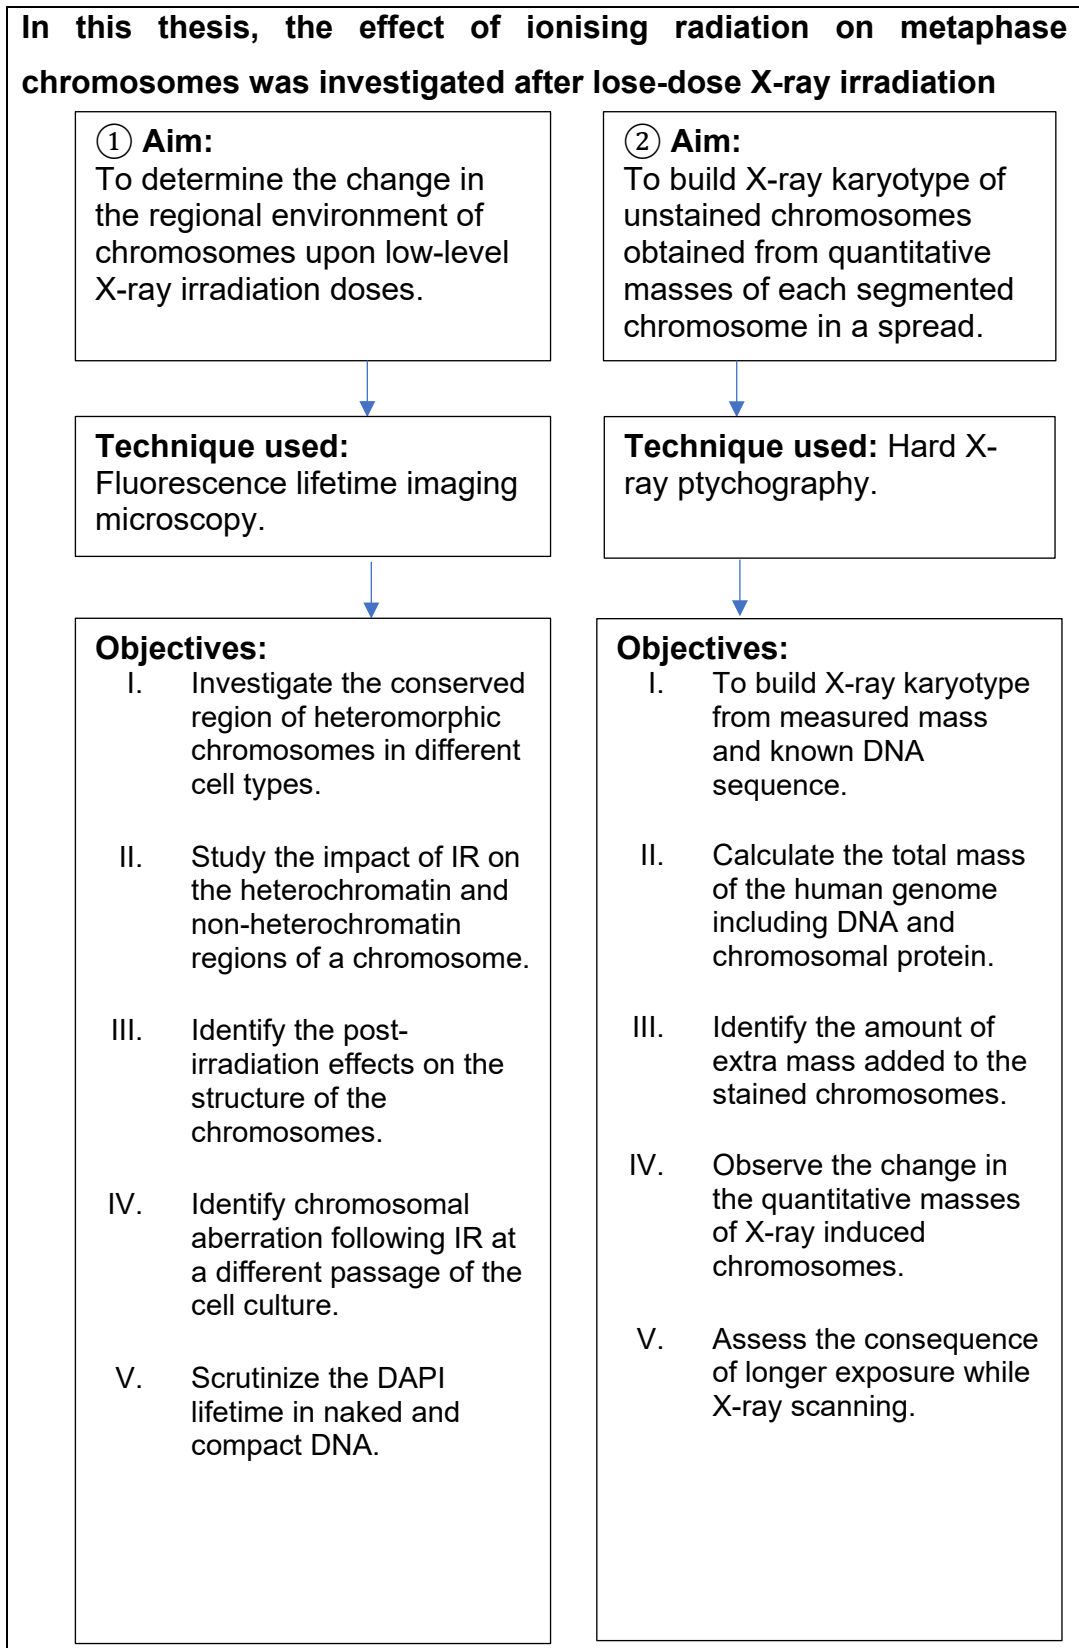 In this thesis, the effect of ionising radiation on metaphase
chromosomes was investigated after lose-dose X-ray irradiation
① Aim:
To determine the change in
the regional environment of
chromosomes upon low-level
X-ray irradiation doses.
② Aim:
To build X-ray karyotype of
unstained chromosomes
obtained from quantitative
masses of each segmented
chromosome in a spread.
Technique used:
Fluorescence lifetime imaging
microscopy.
Technique used: Hard X-
ray ptychography.
Objectives:
I. Investigate the conserved
region of heteromorphic
chromosomes in different
cell types.
II. Study the impact of IR on
the heterochromatin and
non-heterochromatin
regions of a chromosome.
III. Identify the post-
irradiation effects on the
structure of the
chromosomes.
IV. Identify chromosomal
aberration following IR at
a different passage of the
cell culture.
V. Scrutinize the DAPI
lifetime in naked and
compact DNA.
Objectives:
I. To build X-ray karyotype
from measured mass
and known DNA
sequence.
II. Calculate the total mass
of the human genome
including DNA and
chromosomal protein.
III. Identify the amount of
extra mass added to the
stained chromosomes.
IV. Observe the change in
the quantitative masses
of X-ray induced
chromosomes.
V. Assess the consequence
of longer exposure while
X-ray scanning.